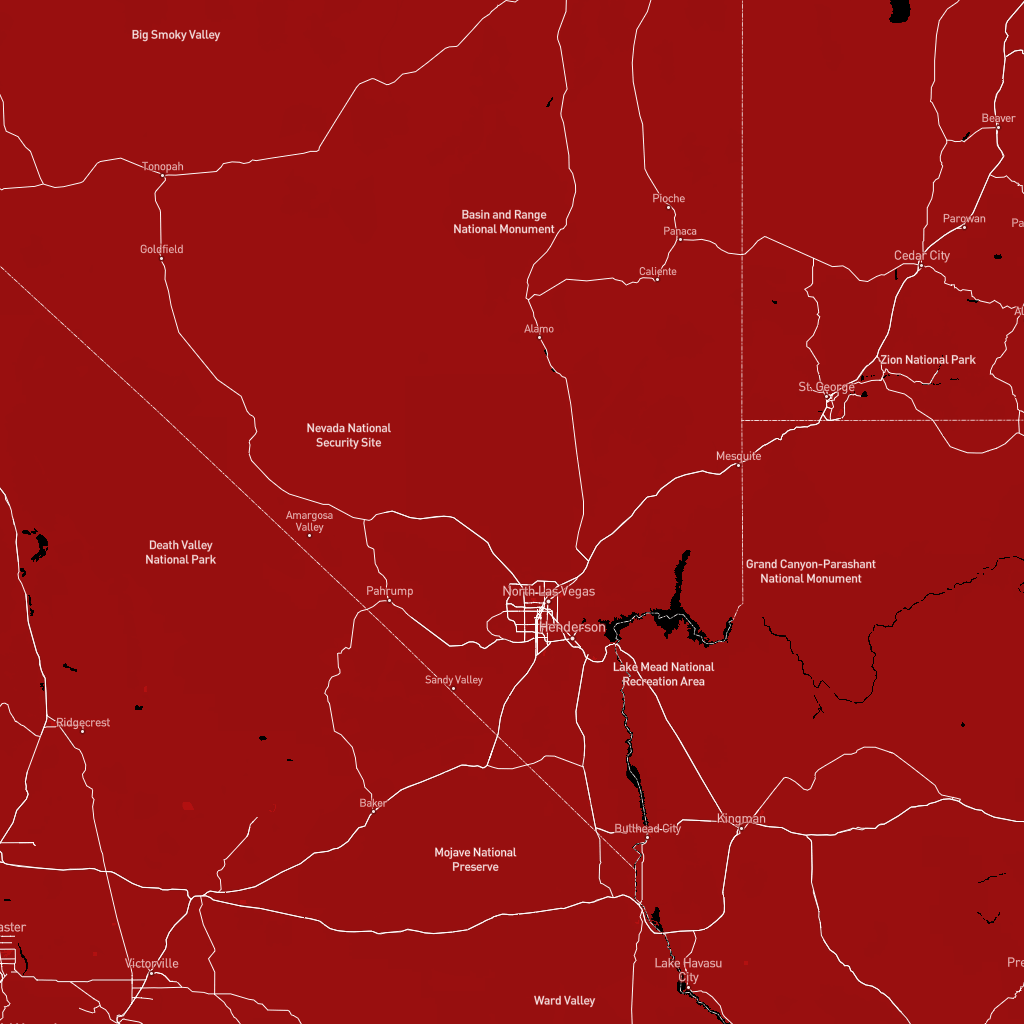 Big Smoky Valley
Beaver
Tonopah
Pioche
Basin and Range
National Monument
Parowan
Panaca
Goldfield
Cedar City
Caliente
Alamo
Zion National Park
St. George
Nevada National
Security Site
Mesquite
Amargosa
Valley
Death Valley
National Park
Grand Canyon-Parashant
National Monument
Pahrump
North Las Vegas
Henderson
Lake Mead National
Recreation Area
Sandy Valley
Ridgecrest
Baker
Kingman
Butthead City
Mojave National
Preserve
aster
Victorville
Lake Havasu
City
Pre
Ward Valley